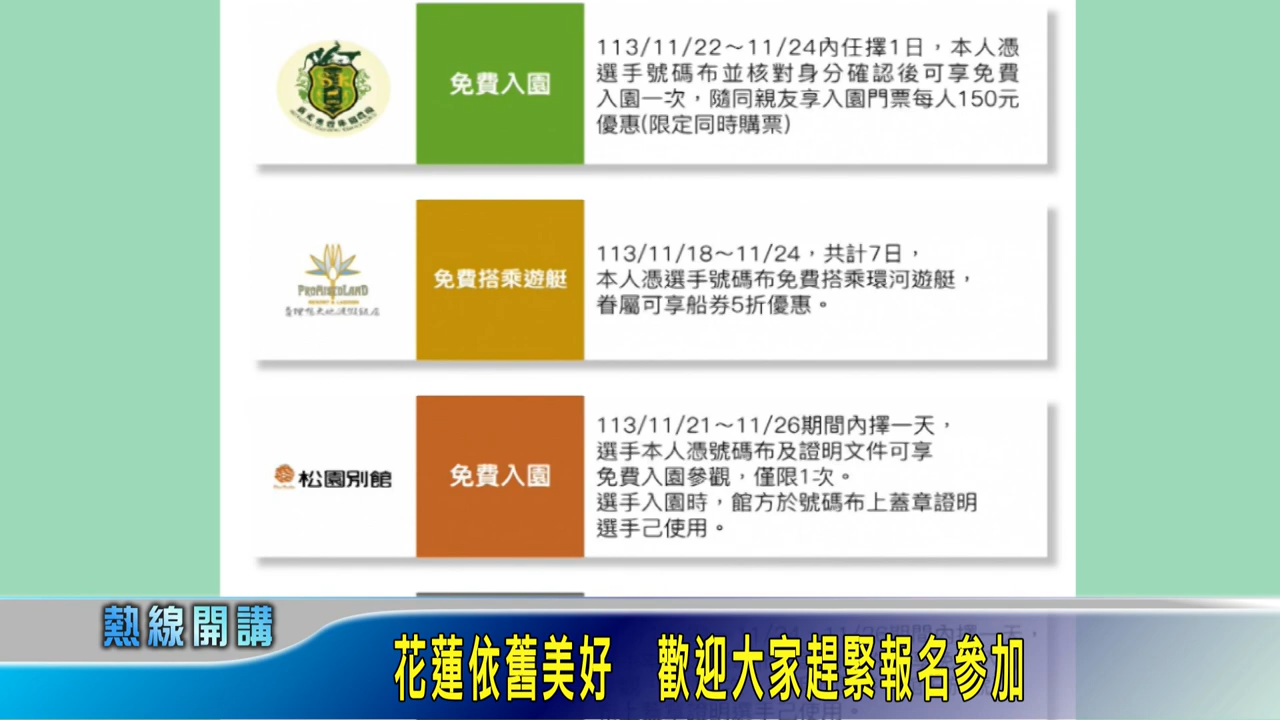 免費入園
113/11/22～11/24內任擇1日，本人憑
選手號碼布並核對身分確認後可享免費
入園一次，隨同親友享入園門票每人150元
優惠(限定同時購票)
PROMISEDLAND
RESORT & LAGOON
免費搭乘遊艇
113/11/18～11/24，共計7日，
本人憑選手號碼布免費搭乘環河遊艇，
眷屬可享船券5折優惠。
松園別館
免費入園
113/11/21～11/26期間內擇一天，
選手本人憑號碼布及證明文件可享
免費入園參觀，僅限1次。
選手入園時，館方於號碼布上蓋章證明
選手己使用。
熱線開講
花蓮依舊美好 歡迎大家趕緊報名參加